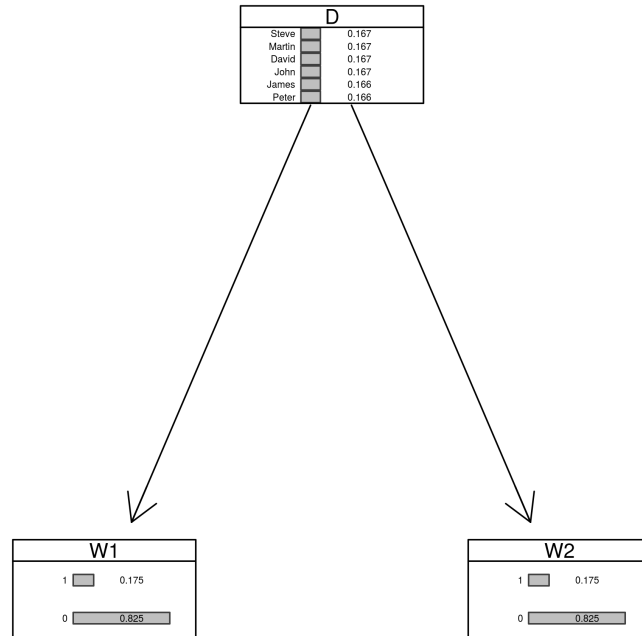 D
Steve 0.167
Martin 0.167
David 0.167
John 0.167
James 0.166
Peter 0.166
W1
1 0.175
0 0.825
W2
1 0.175
0 0.825